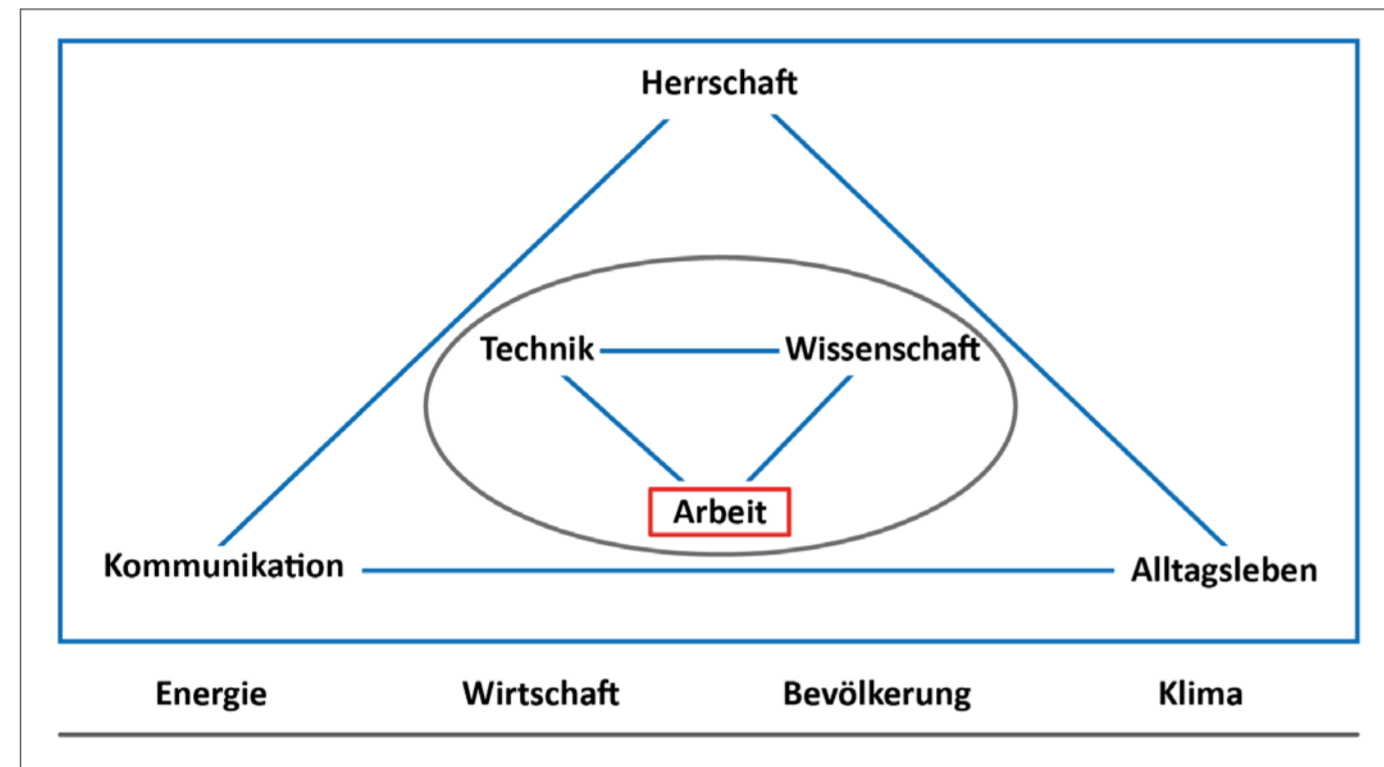 Herrschaft
Technik Wissenschaft
Arbeit
Kommunikation Alltagsleben
Energie Wirtschaft Bevölkerung Klima